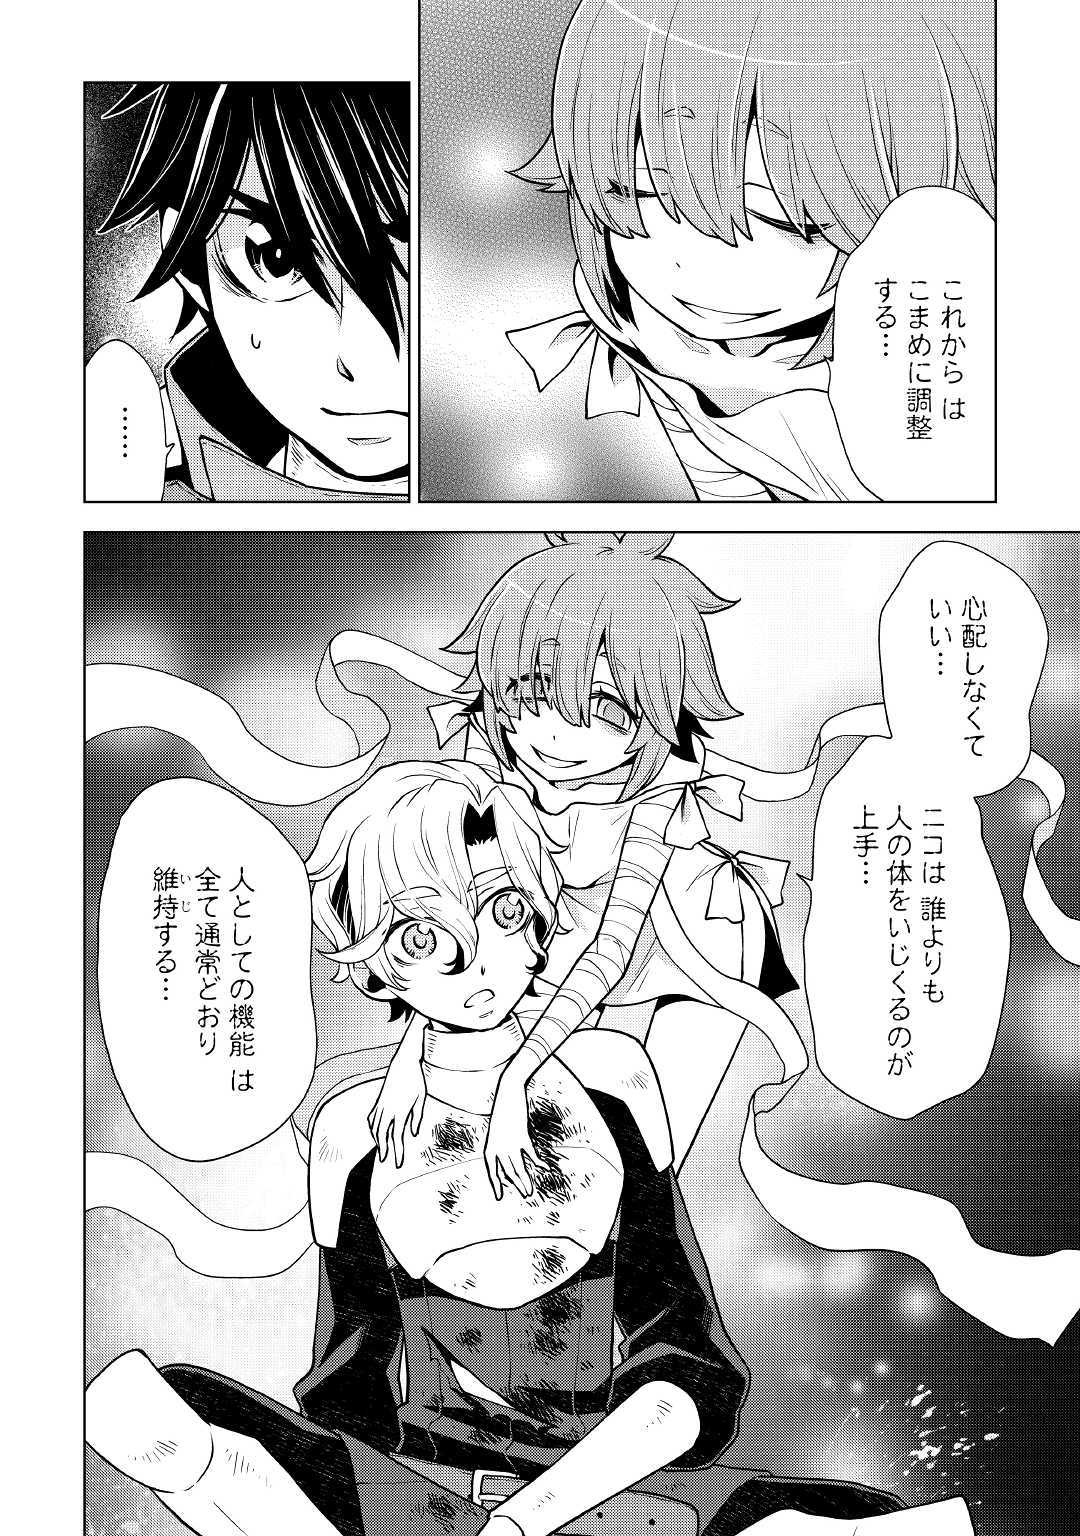 これからは
こまめに調整
する…
……
心配しなくて
いい…
ニコは誰よりも
人の体をいじくるのが
上手…
人としての機能は
全て通常どおり
維持する…
いじ